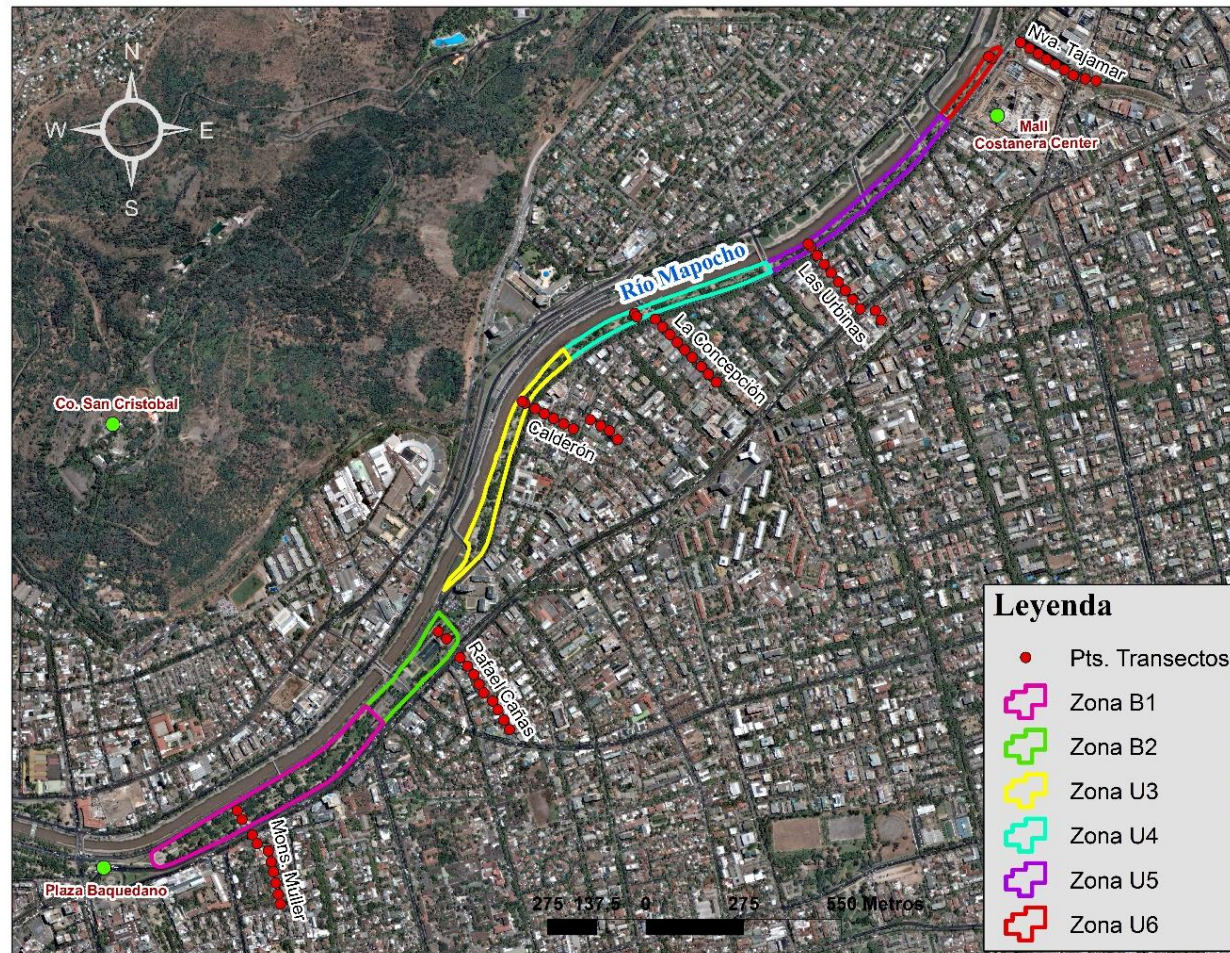 N
W E
S
Nva. Tajamar
Mall
Costanera Center
Río Mapocho
Las Urbinas
La Concepción
Co. San Cristobal
Calderón
Rafael Cañas
Mons. Muller
Plaza Baquedano
275 137,5 0 275 550 Metros
Leyenda
Pts. Transectos
Zona B1
Zona B2
Zona U3
Zona U4
Zona U5
Zona U6